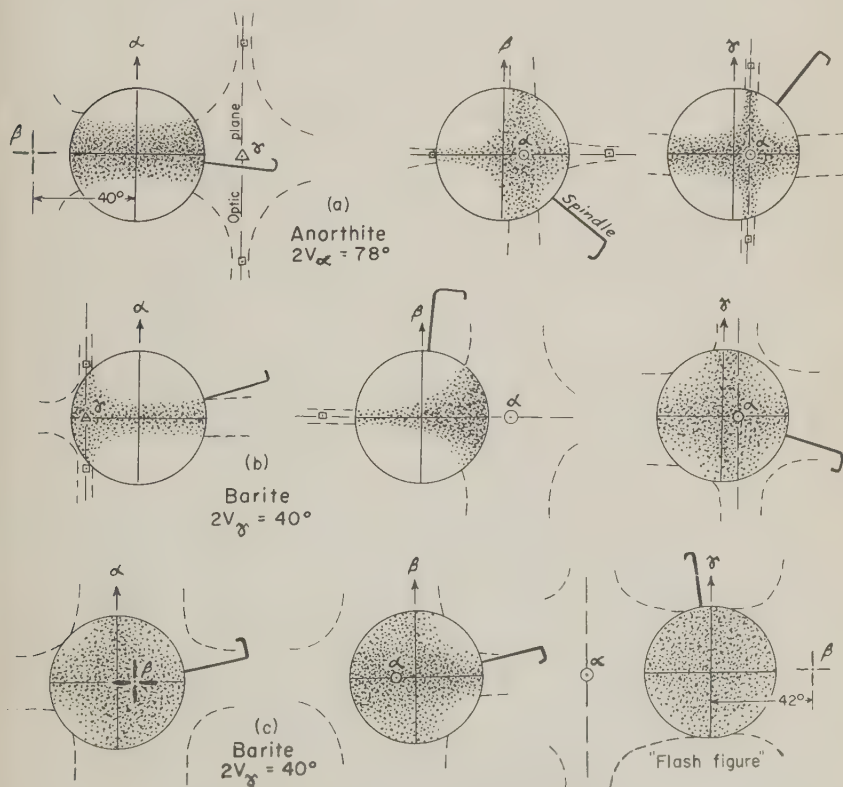 α
β
γ
β
40°
plane
Optic
γ
α
Spindle
α
(a)
Anorthite
2Vα = 78°
α
β
γ
γ
α
α
(b)
Barite
2Vγ = 40°
α
β
γ
β
α
α
β
42°
(c)
Barite
2Vγ = 40°
"Flash figure"